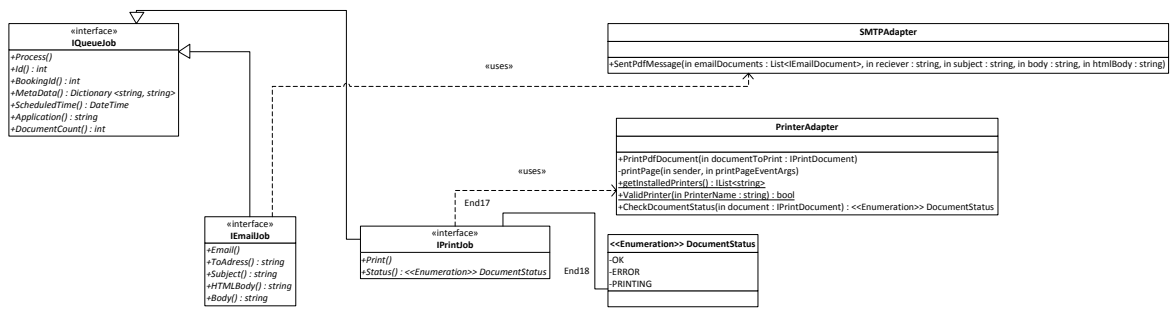 «interface»
IQueueJob
+Process()
+Id() : int
+BookingId() : int
+MetaData() : Dictionary <string, string>
+ScheduledTime() : DateTime
+Application() : string
+DocumentCount() : int
SMTPAdapter
+SentPdfMessage(in emailDocuments : List<IEmailDocument>, in reciever : string, in subject : string, in body : string, in htmlBody : string)
«uses»
PrinterAdapter
+PrintPdfDocument(in documentToPrint : IPrintDocument)
-printPage(in sender, in printPageEventArgs)
+getInstalledPrinters() : IList<string>
+ValidPrinter(in PrinterName : string) : bool
+CheckDcoumentStatus(in document : IPrintDocument) : <<Enumeration>> DocumentStatus
«uses»
End17
«interface»
IEmailJob
+Email()
+ToAdress() : string
+Subject() : string
+HTMLBody() : string
+Body() : string
«interface»
IPrintJob
+Print()
+Status() : <<Enumeration>> DocumentStatus
End18
<<Enumeration>> DocumentStatus
-OK
-ERROR
-PRINTING